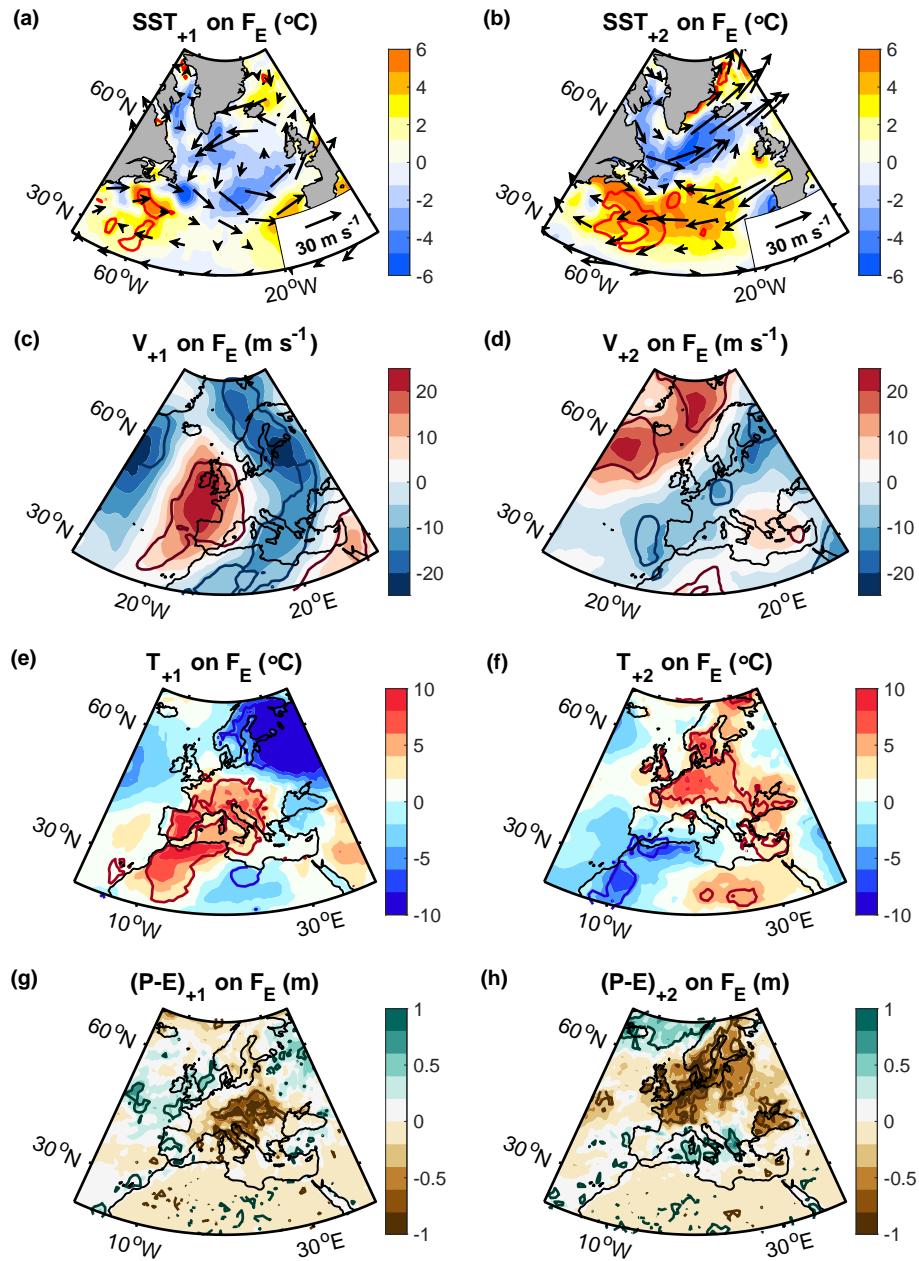 (a) SST+1 on FE (°C)
60°N
30°N
60°W
20°W
30 m s-1
6
4
2
0
-2
-4
-6
(b) SST+2 on FE (°C)
60°N
30°N
60°W
20°W
30 m s-1
6
4
2
0
-2
-4
-6
(c) V+1 on FE (m s-1)
60°N
30°N
20°W
20°E
20
10
0
-10
-20
(d) V+2 on FE (m s-1)
60°N
30°N
20°W
20°E
20
10
0
-10
-20
(e) T+1 on FE (°C)
60°N
30°N
10°W
30°E
10
5
0
-5
-10
(f) T+2 on FE (°C)
60°N
30°N
10°W
30°E
10
5
0
-5
-10
(g) (P-E)+1 on FE (m)
60°N
30°N
10°W
30°E
1
0.5
0
-0.5
-1
(h) (P-E)+2 on FE (m)
60°N
30°N
10°W
30°E
1
0.5
0
-0.5
-1